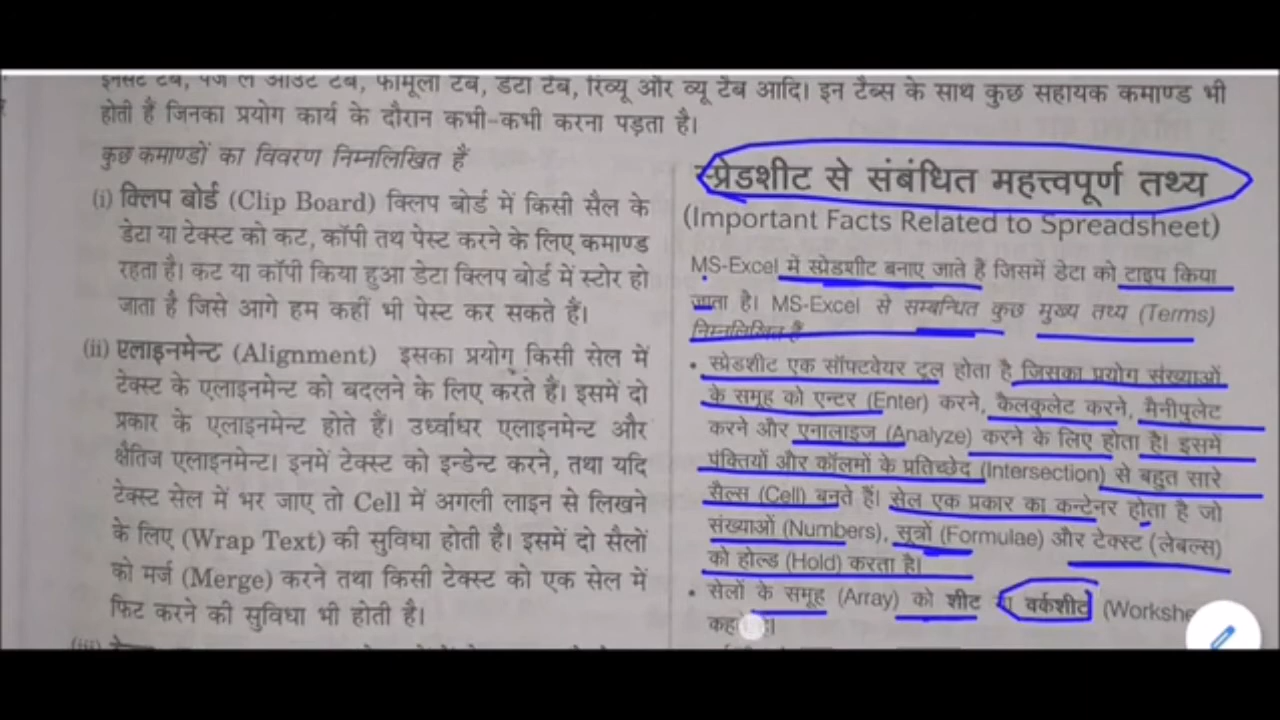 इन्सर्ट टैब, पेज ले आउट टैब, फार्मूला टैब, डेटा टैब, रिव्यू और व्यू टैब आदि। इन टैब्स के साथ कुछ सहायक कमाण्ड भी
होती हैं जिनका प्रयोग कार्य के दौरान कभी-कभी करना पड़ता है।
कुछ कमाण्डों का विवरण निम्नलिखित हैं
(i) क्लिप बोर्ड (Clip Board) क्लिप बोर्ड में किसी सैल के
डेटा या टेक्स्ट को कट, कॉपी तथ पेस्ट करने के लिए कमाण्ड
रहता है। कट या कॉपी किया हुआ डेटा क्लिप बोर्ड में स्टोर हो
जाता है जिसे आगे हम कहीं भी पेस्ट कर सकते हैं।
(ii) एलाइनमेन्ट (Alignment) इसका प्रयोग किसी सेल में
टेक्स्ट के एलाइनमेन्ट को बदलने के लिए करते हैं। इसमें दो
प्रकार के एलाइनमेन्ट होते हैं। उर्ध्वाधर एलाइनमेन्ट और
क्षैतिज एलाइनमेन्ट। इनमें टेक्स्ट को इन्डेन्ट करने, तथा यदि
टेक्स्ट सेल में भर जाए तो Cell में अगली लाइन से लिखने
के लिए (Wrap Text) की सुविधा होती है। इसमें दो सैलों
को मर्ज (Merge) करने तथा किसी टेक्स्ट को एक सेल में
फिट करने की सुविधा भी होती है।
(iii)
स्प्रेडशीट से संबंधित महत्त्वपूर्ण तथ्य
(Important Facts Related to Spreadsheet)
MS-Excel में स्प्रेडशीट बनाए जाते हैं जिसमें डेटा को टाइप किया
जाता है। MS-Excel से सम्बन्धित कुछ मुख्य तथ्य (Terms)
निम्नलिखित हैं
• स्प्रेडशीट एक सॉफ्टवेयर टूल होता है जिसका प्रयोग संख्याओं
के समूह को एन्टर (Enter) करने, कैलकुलेट करने, मैनीपुलेट
करने और एनालाइज (Analyze) करने के लिए होता है। इसमें
पंक्तियों और कॉलमों के प्रतिच्छेद (Intersection) से बहुत सारे
सैल्स (Cell) बनते हैं। सेल एक प्रकार का कन्टेनर होता है जो
संख्याओं (Numbers), सूत्रों (Formulae) और टेक्स्ट (लेबल्स)
को होल्ड (Hold) करता है।
• सेलों के समूह (Array) को शीट या वर्कशीट (Workshe